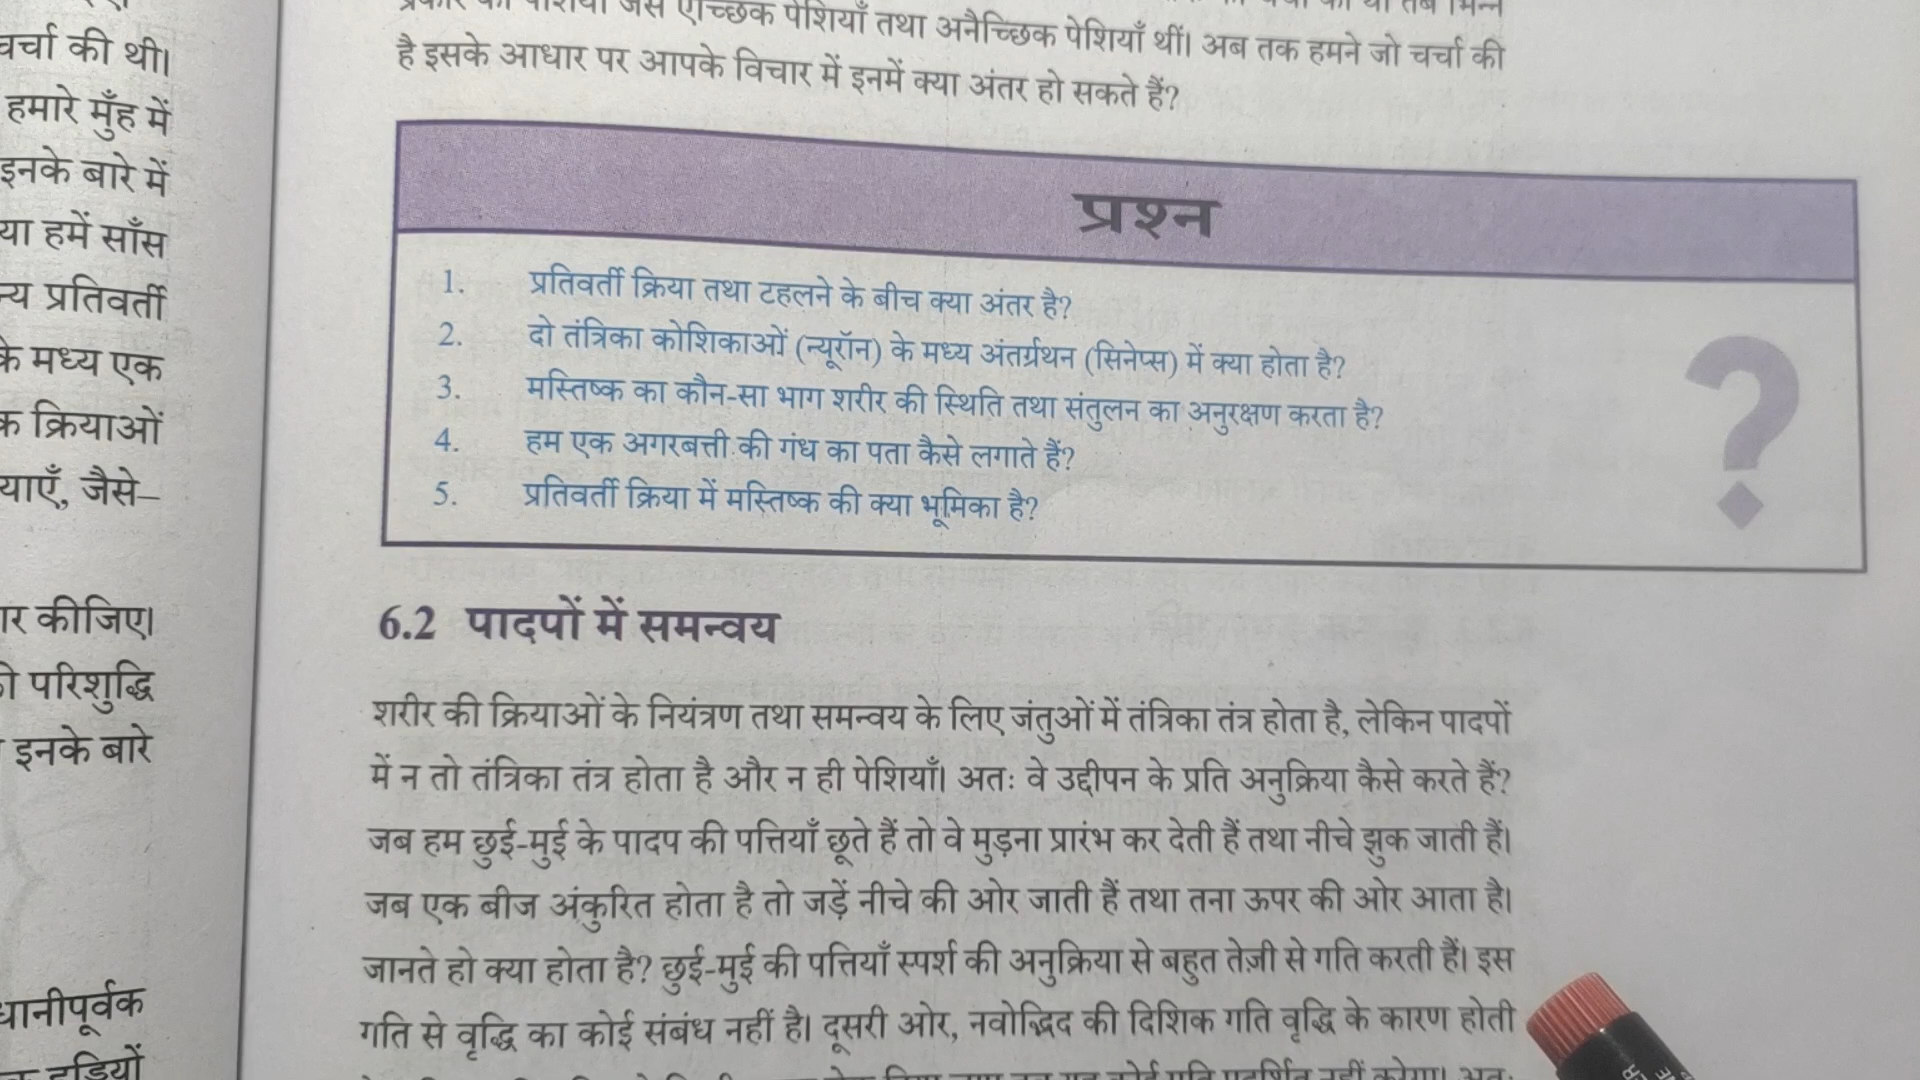 चर्चा की थी।
हमारे मुँह में
इनके बारे में
या हमें साँस
न्य प्रतिवर्ती
के मध्य एक
क क्रियाओं
याएँ, जैसे–
ार कीजिए।
ी परिशुद्धि
इनके बारे
धानीपूर्वक
हड्डियों
पेशियाँ तथा अनैच्छिक पेशियाँ थीं। अब तक हमने जो चर्चा की
है इसके आधार पर आपके विचार में इनमें क्या अंतर हो सकते हैं?
प्रश्न
1. प्रतिवर्ती क्रिया तथा टहलने के बीच क्या अंतर है?
2. दो तंत्रिका कोशिकाओं (न्यूरॉन) के मध्य अंतर्ग्रथन (सिनेप्स) में क्या होता है?
3. मस्तिष्क का कौन-सा भाग शरीर की स्थिति तथा संतुलन का अनुरक्षण करता है?
4. हम एक अगरबत्ती की गंध का पता कैसे लगाते हैं?
5. प्रतिवर्ती क्रिया में मस्तिष्क की क्या भूमिका है?
?
6.2 पादपों में समन्वय
शरीर की क्रियाओं के नियंत्रण तथा समन्वय के लिए जंतुओं में तंत्रिका तंत्र होता है, लेकिन पादपों
में न तो तंत्रिका तंत्र होता है और न ही पेशियाँ। अतः वे उद्दीपन के प्रति अनुक्रिया कैसे करते हैं?
जब हम छुई-मुई के पादप की पत्तियाँ छूते हैं तो वे मुड़ना प्रारंभ कर देती हैं तथा नीचे झुक जाती हैं।
जब एक बीज अंकुरित होता है तो जड़ें नीचे की ओर जाती हैं तथा तना ऊपर की ओर आता है।
जानते हो क्या होता है? छुई-मुई की पत्तियाँ स्पर्श की अनुक्रिया से बहुत तेज़ी से गति करती हैं। इस
गति से वृद्धि का कोई संबंध नहीं है। दूसरी ओर, नवोद्भिद की दिशिक गति वृद्धि के कारण होती